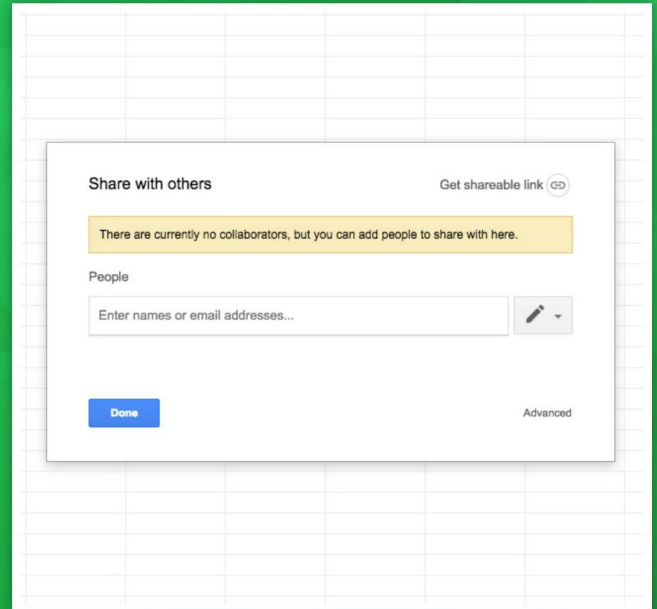 Share with others
Get shareable link
There are currently no collaborators, but you can add people to share with here.
People
Enter names or email addresses...
Done
Advanced